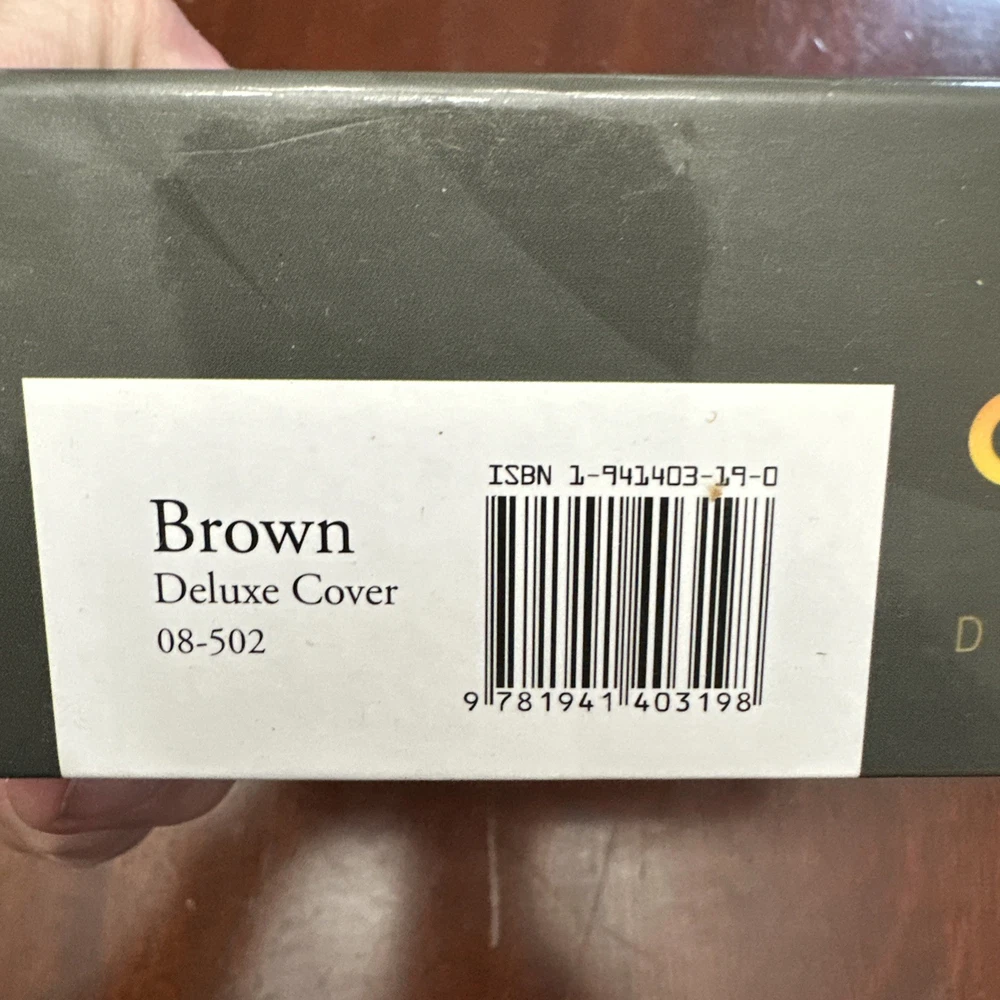 Brown
Deluxe Cover
08-502
ISBN 1-941403-19-0
9 781941 403198
D